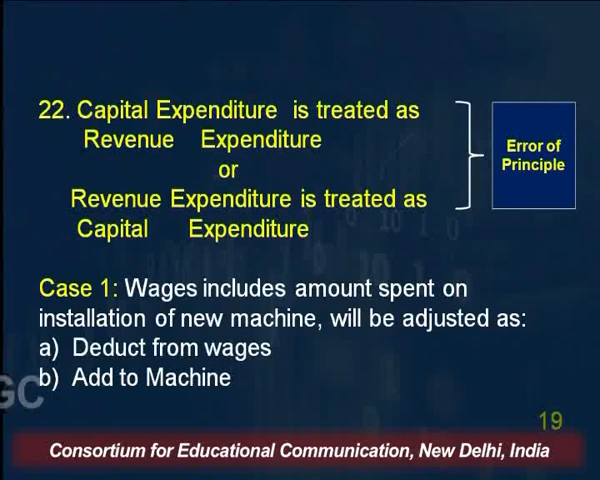 22. Capital Expenditure is treated as
Revenue Expenditure
or
Revenue Expenditure is treated as
Capital Expenditure
Error of
Principle
Case 1: Wages includes amount spent on
installation of new machine, will be adjusted as:
a) Deduct from wages
b) Add to Machine
GC
19
Consortium for Educational Communication, New Delhi, India